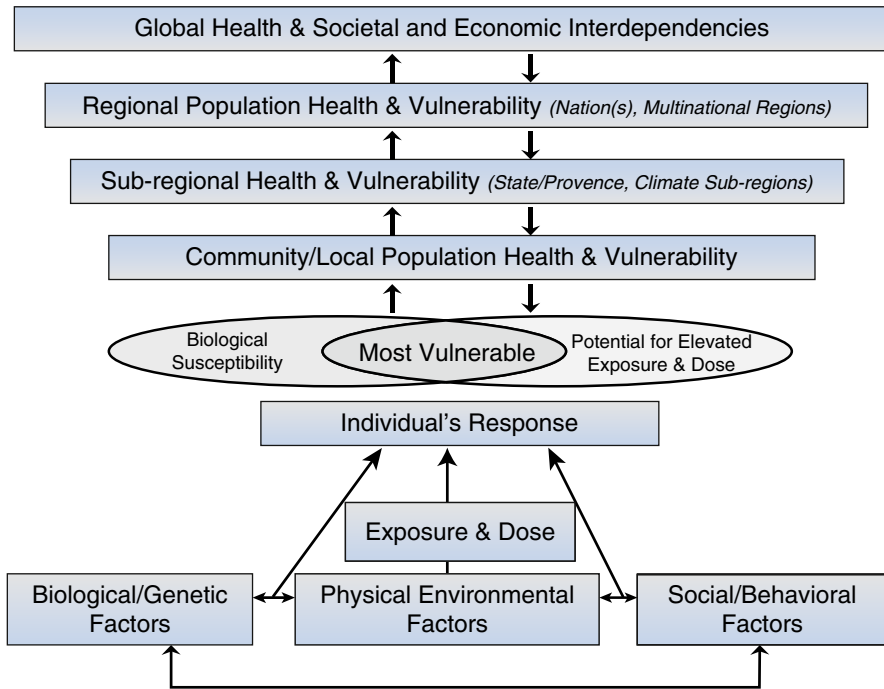 Global Health & Societal and Economic Interdependencies
Regional Population Health & Vulnerability (Nation(s), Multinational Regions)
Sub-regional Health & Vulnerability (State/Province, Climate Sub-regions)
Community/Local Population Health & Vulnerability
Biological
Susceptibility
Most Vulnerable
Potential for Elevated
Exposure & Dose
Individual’s Response
Exposure & Dose
Biological/Genetic
Factors
Physical Environmental
Factors
Social/Behavioral
Factors